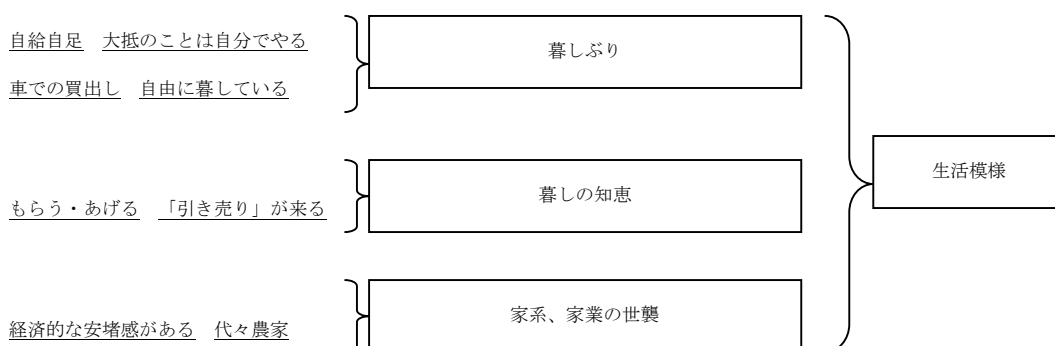 自給自足　大抵のことは自分でやる
暮しぶり
車での買出し　自由に暮している
生活模様
もらう・あげる　「引き売り」が来る
暮しの知恵
経済的な安堵感がある　代々農家
家系、家業の世襲